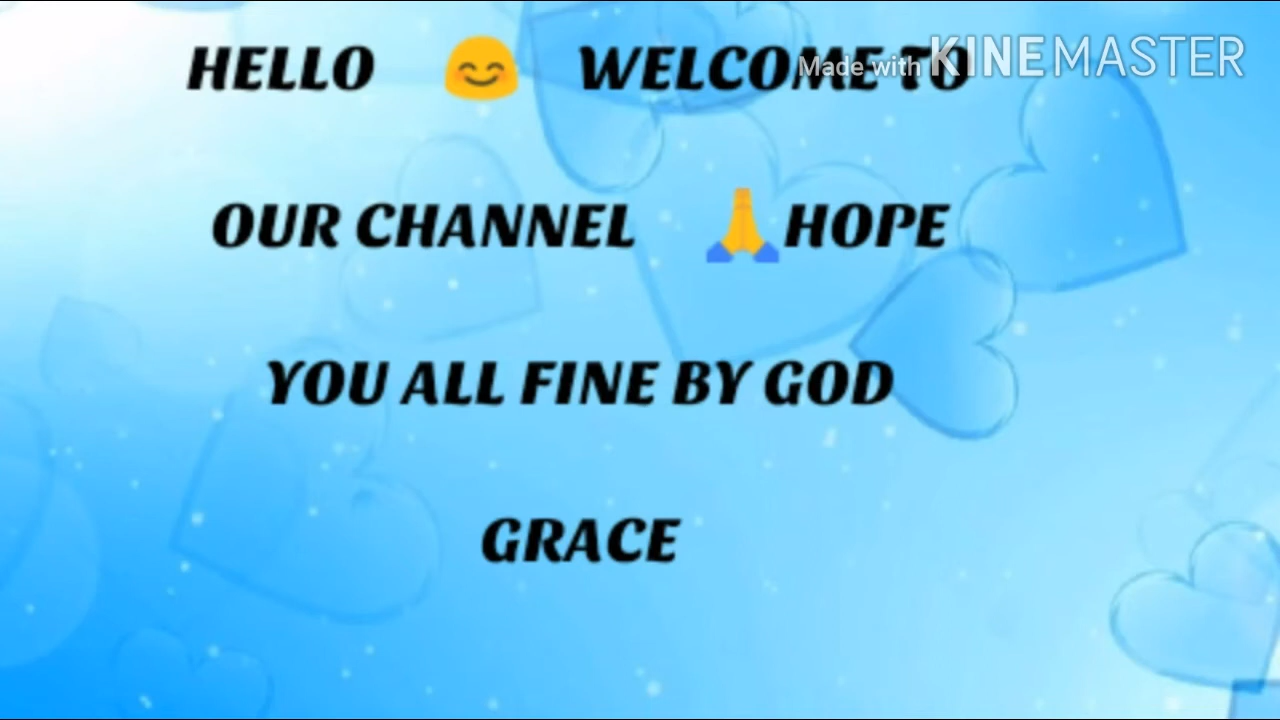 HELLO 😊 WELCOME TO
Made with KINEMASTER
OUR CHANNEL 🙏HOPE
YOU ALL FINE BY GOD
GRACE